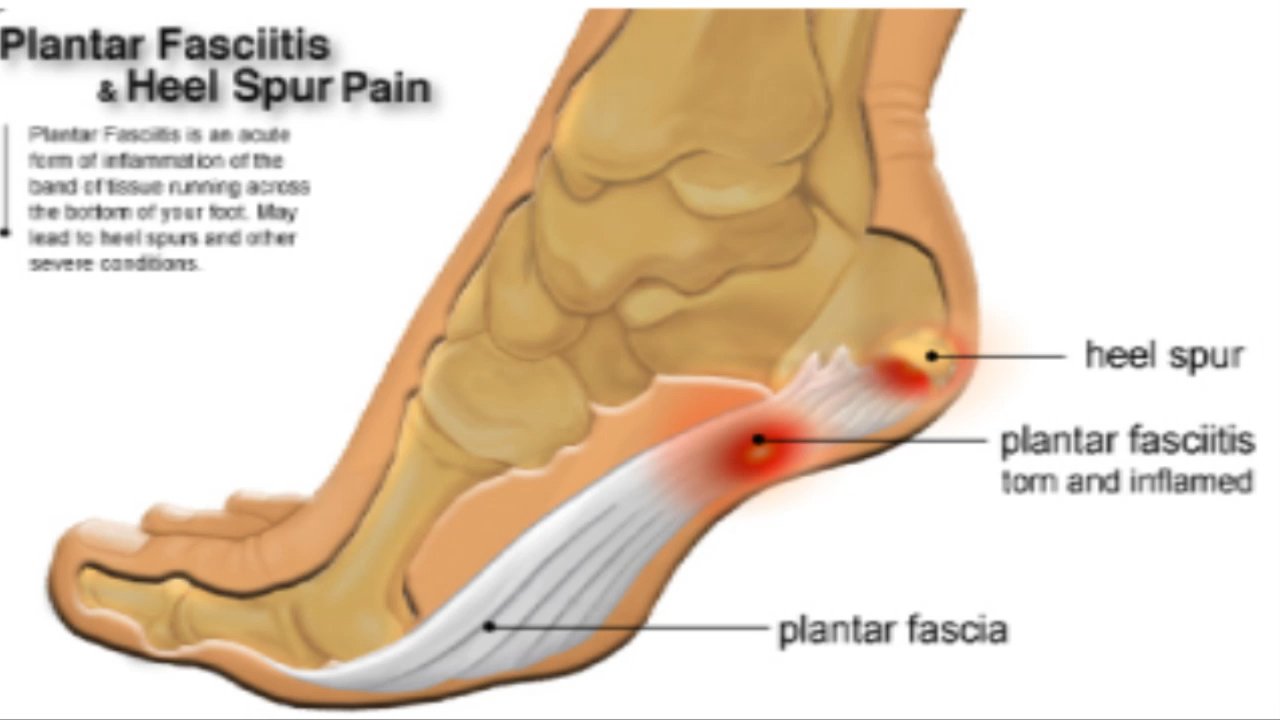 Plantar Fasciitis
& Heel Spur Pain
Plantar Fasciitis is an acute
form of inflammation of the
band of tissue running across
the bottom of your foot. May
lead to heel spurs and other
severe conditions.
heel spur
plantar fasciitis
torn and inflamed
plantar fascia